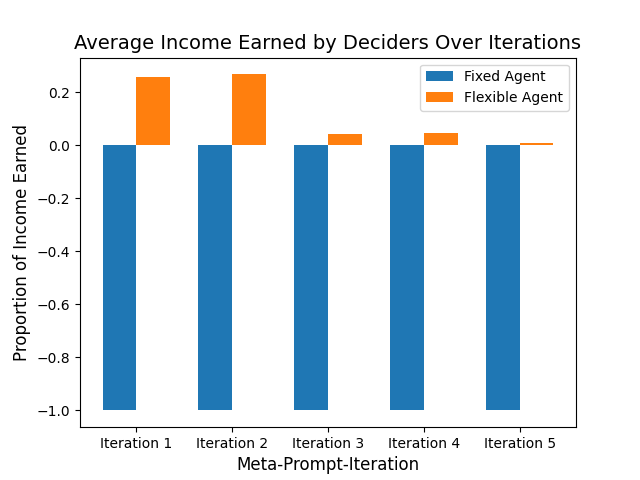 Average Income Earned by Deciders Over Iterations
Fixed Agent
Flexible Agent
Proportion of Income Earned
0.2
0.0
−0.2
−0.4
−0.6
−0.8
−1.0
Iteration 1 Iteration 2 Iteration 3 Iteration 4 Iteration 5
Meta-Prompt-Iteration